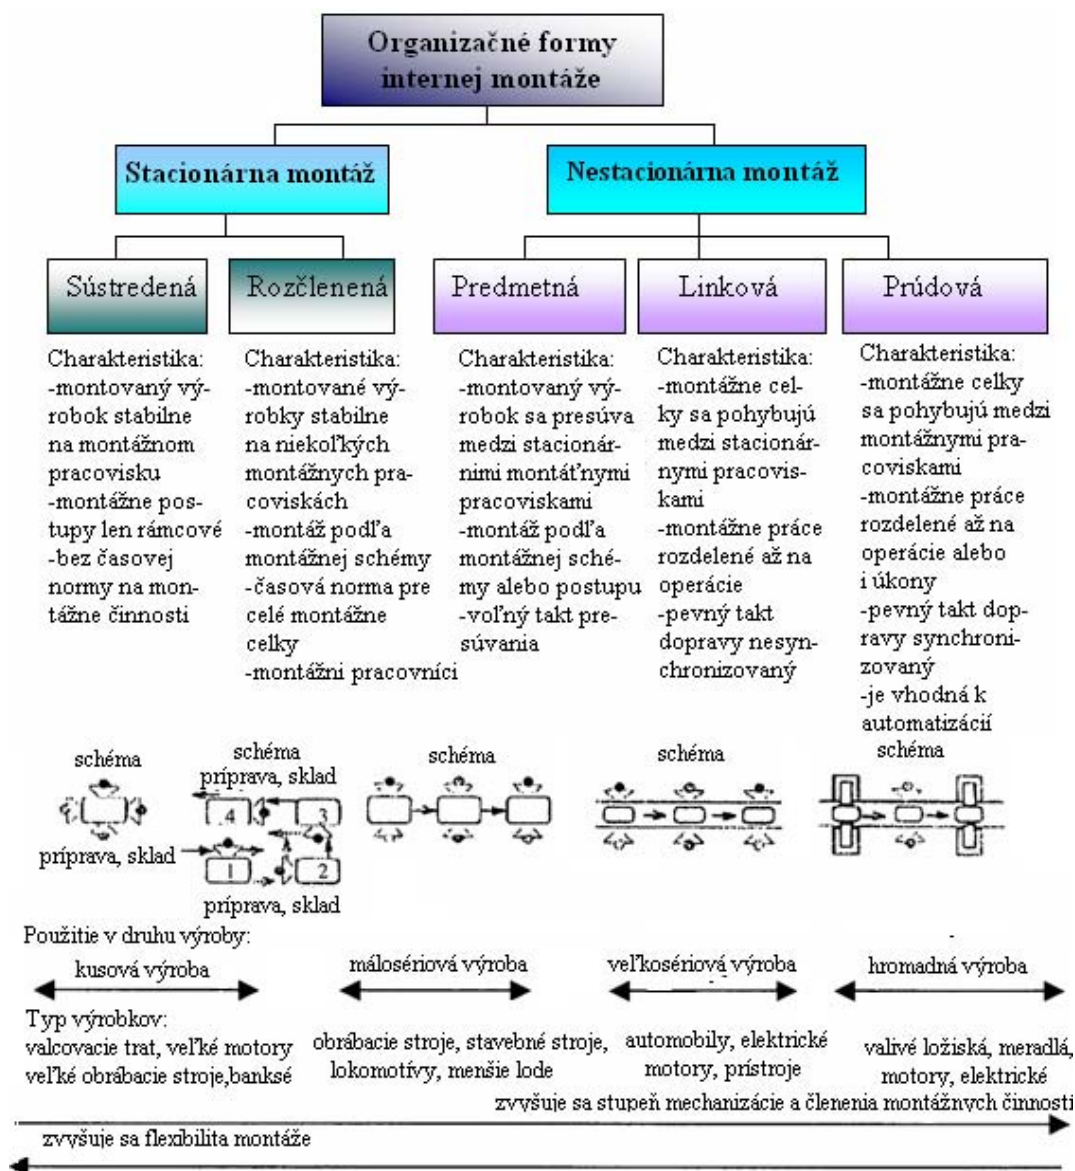 Organizačné formy
internej montáže
Stacionárna montáž
Nestacionárna montáž
Sústredená
Rozčlenená
Predmetná
Linková
Prúdová
Charakteristika:
-montovaný vý-
robok stabilne
na montážnom
pracovisku
-montážne pos-
tupy len rámcové
-bez časovej
normy na mon-
tážne činnosti
Charakteristika:
-montované vý-
robky stabilne
na niekoľkých
montážnych pra-
coviskách
-montáž podľa
montážnej schémy
-časová norma pre
celé montážne
celky
-montážni pracovníci
Charakteristika:
-montovaný vý-
robok sa presúva
medzi stacionár-
nimi montáťnymi
pracoviskami
-montáž podľa
montážnej sché-
my alebo postupu
-voľný takt pre-
súvania
Charakteristika:
-montážne cel-
ky sa pohybujú
medzi stacionár-
nymi pracovis-
kami
-montážne práce
rozdelené až na
operácie
-pevný takt
dopravy nesyn-
chronizovaný
Charakteristika:
-montážne celky
sa pohybujú medzi
montážnymi pra-
coviskami
-montážne práce
rozdelené až na
operácie alebo
i úkony
-pevný takt dop-
ravy synchroni-
zovaný
-je vhodná k
automatizácií
schéma
príprava, sklad
schéma
príprava, sklad
4
3
1
2
príprava, sklad
schéma
schéma
schéma
Použitie v druhu výroby:
kusová výroba
málosériová výroba
veľkosériová výroba
hromadná výroba
Typ výrobkov:
valcovacie trat, veľké motory
veľké obrábacie stroje,banksé
obrábacie stroje, stavebné stroje,
lokomotívy, menšie lode
automobily, elektrické
motory, prístroje
valivé ložiská, meradlá,
motory, elektrické
zvyšuje sa stupeň mechanizácie a členenia montážnych činnosti
zvyšuje sa flexibilita montáže